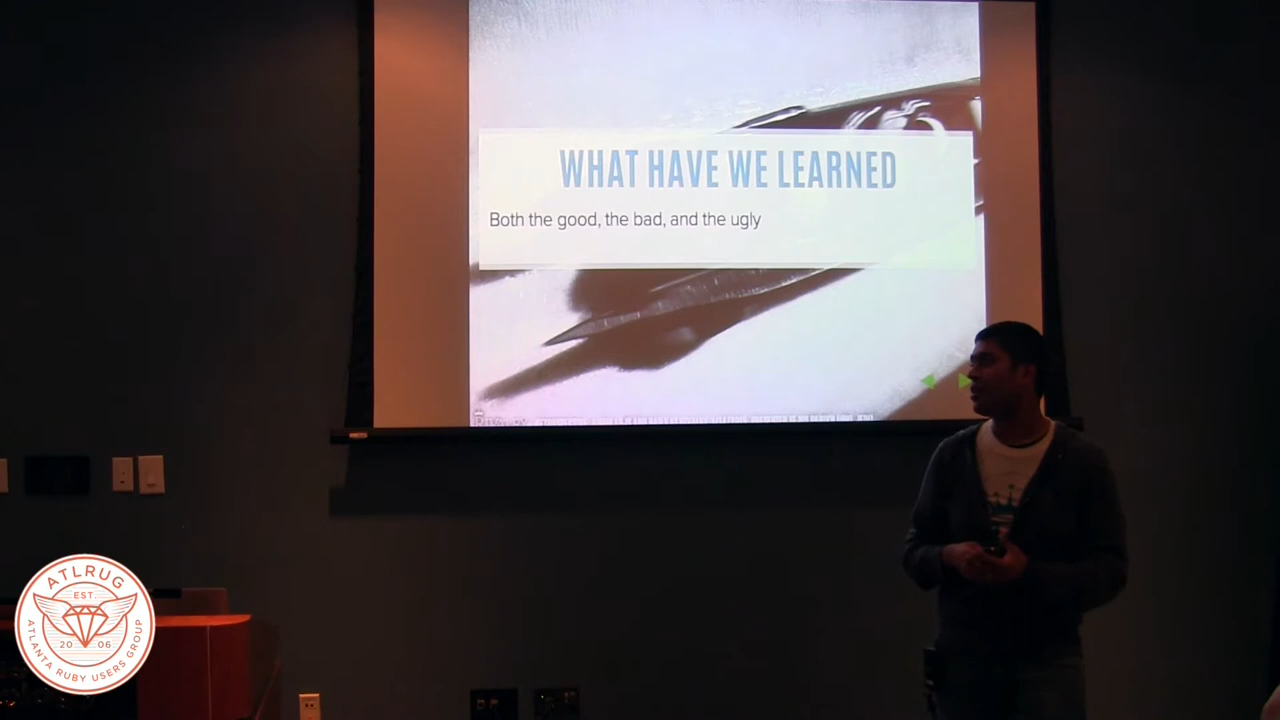 WHAT HAVE WE LEARNED
Both the good, the bad, and the ugly
ATLRUG
EST.
20 06
ATLANTA RUBY USERS GROUP